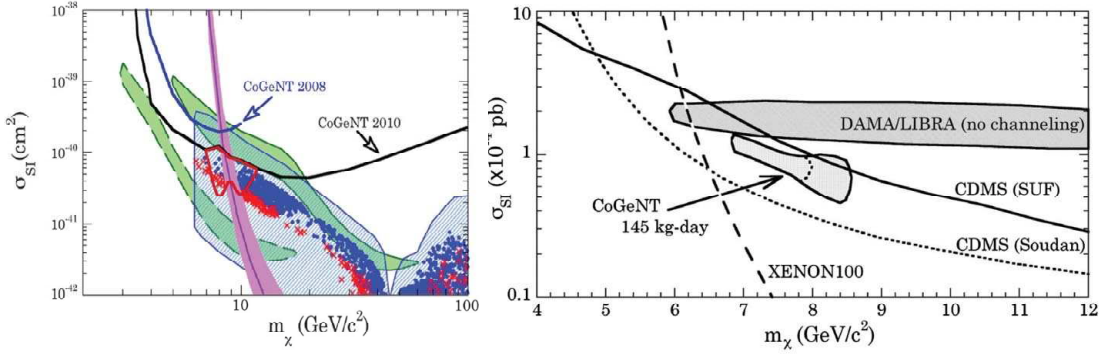 10⁻³⁸
10⁻³⁹
10⁻⁴⁰
10⁻⁴¹
10⁻⁴²
σSI (cm²)
CoGeNT 2008
CoGeNT 2010
10
100
mχ (GeV/c²)
10
1
0.1
σSI (x10⁻⁴ pb)
DAMA/LIBRA (no channeling)
CoGeNT
145 kg-day
CDMS (SUF)
CDMS (Soudan)
XENON100
4 5 6 7 8 9 10 11 12
mχ (GeV/c²)